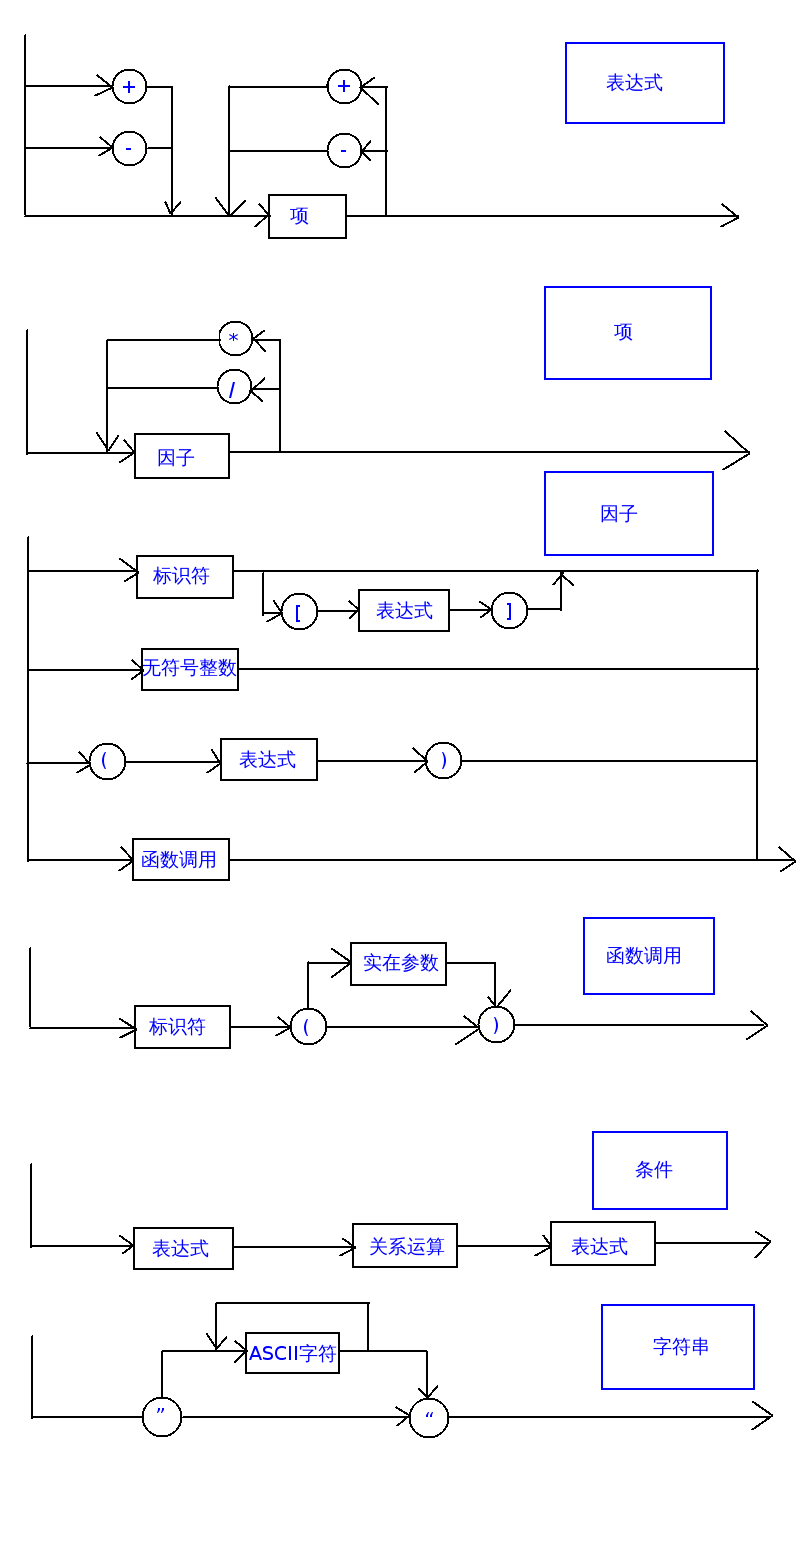 + + 表达式
- -
项
* 项
/
因子
因子
标识符
[ 表达式 ]
无符号整数
( 表达式 )
函数调用
实在参数 函数调用
标识符 ( )
条件
表达式 关系运算 表达式
ASCII字符 字符串
” “